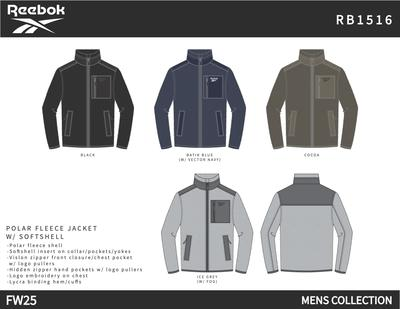 Reebok
RB1516
BLACK
BATIK BLUE
(W/ VECTOR NAVY)
COCOA
POLAR FLEECE JACKET
W/ SOFTSHELL
-Polar fleece shell
-Softshell insert on collar/pockets/yokes
-Vislon zipper front closure/chest pocket
w/ logo pullers
-Hidden zipper hand pockets w/ logo pullers
-Logo embroidery on chest
-Lycra binding hem/cuffs
ICE GREY
(W/ FOG)
FW25
MENS COLLECTION